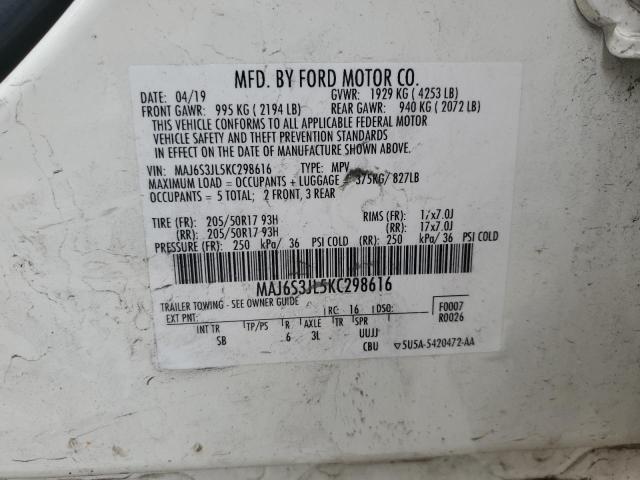 MFD. BY FORD MOTOR CO.
DATE: 04/19 GVWR: 1929 KG ( 4253 LB)
FRONT GAWR: 995 KG ( 2194 LB) REAR GAWR: 940 KG ( 2072 LB)
THIS VEHICLE CONFORMS TO ALL APPLICABLE FEDERAL MOTOR
VEHICLE SAFETY AND THEFT PREVENTION STANDARDS
IN EFFECT ON THE DATE OF MANUFACTURE SHOWN ABOVE.
VIN: MAJ6S3JL5KC298616 TYPE: MPV
MAXIMUM LOAD = OCCUPANTS + LUGGAGE = 375KG/ 827LB
OCCUPANTS = 5 TOTAL; 2 FRONT, 3 REAR
TIRE (FR): 205/50R17 93H RIMS (FR): 17x7.0J
(RR): 205/50R17 93H (RR): 17x7.0J
PRESSURE (FR): 250 kPa/ 36 PSI COLD (RR): 250 kPa/ 36 PSI COLD
MAJ6S3JL5KC298616
TRAILER TOWING - SEE OWNER GUIDE
EXT PNT: RC: 16 DSO: F0007
R0026
INT TR TP/PS R AXLE TR SPR
SB 6 3L UUJJ
CBU ▽5U5A-5420472-AA